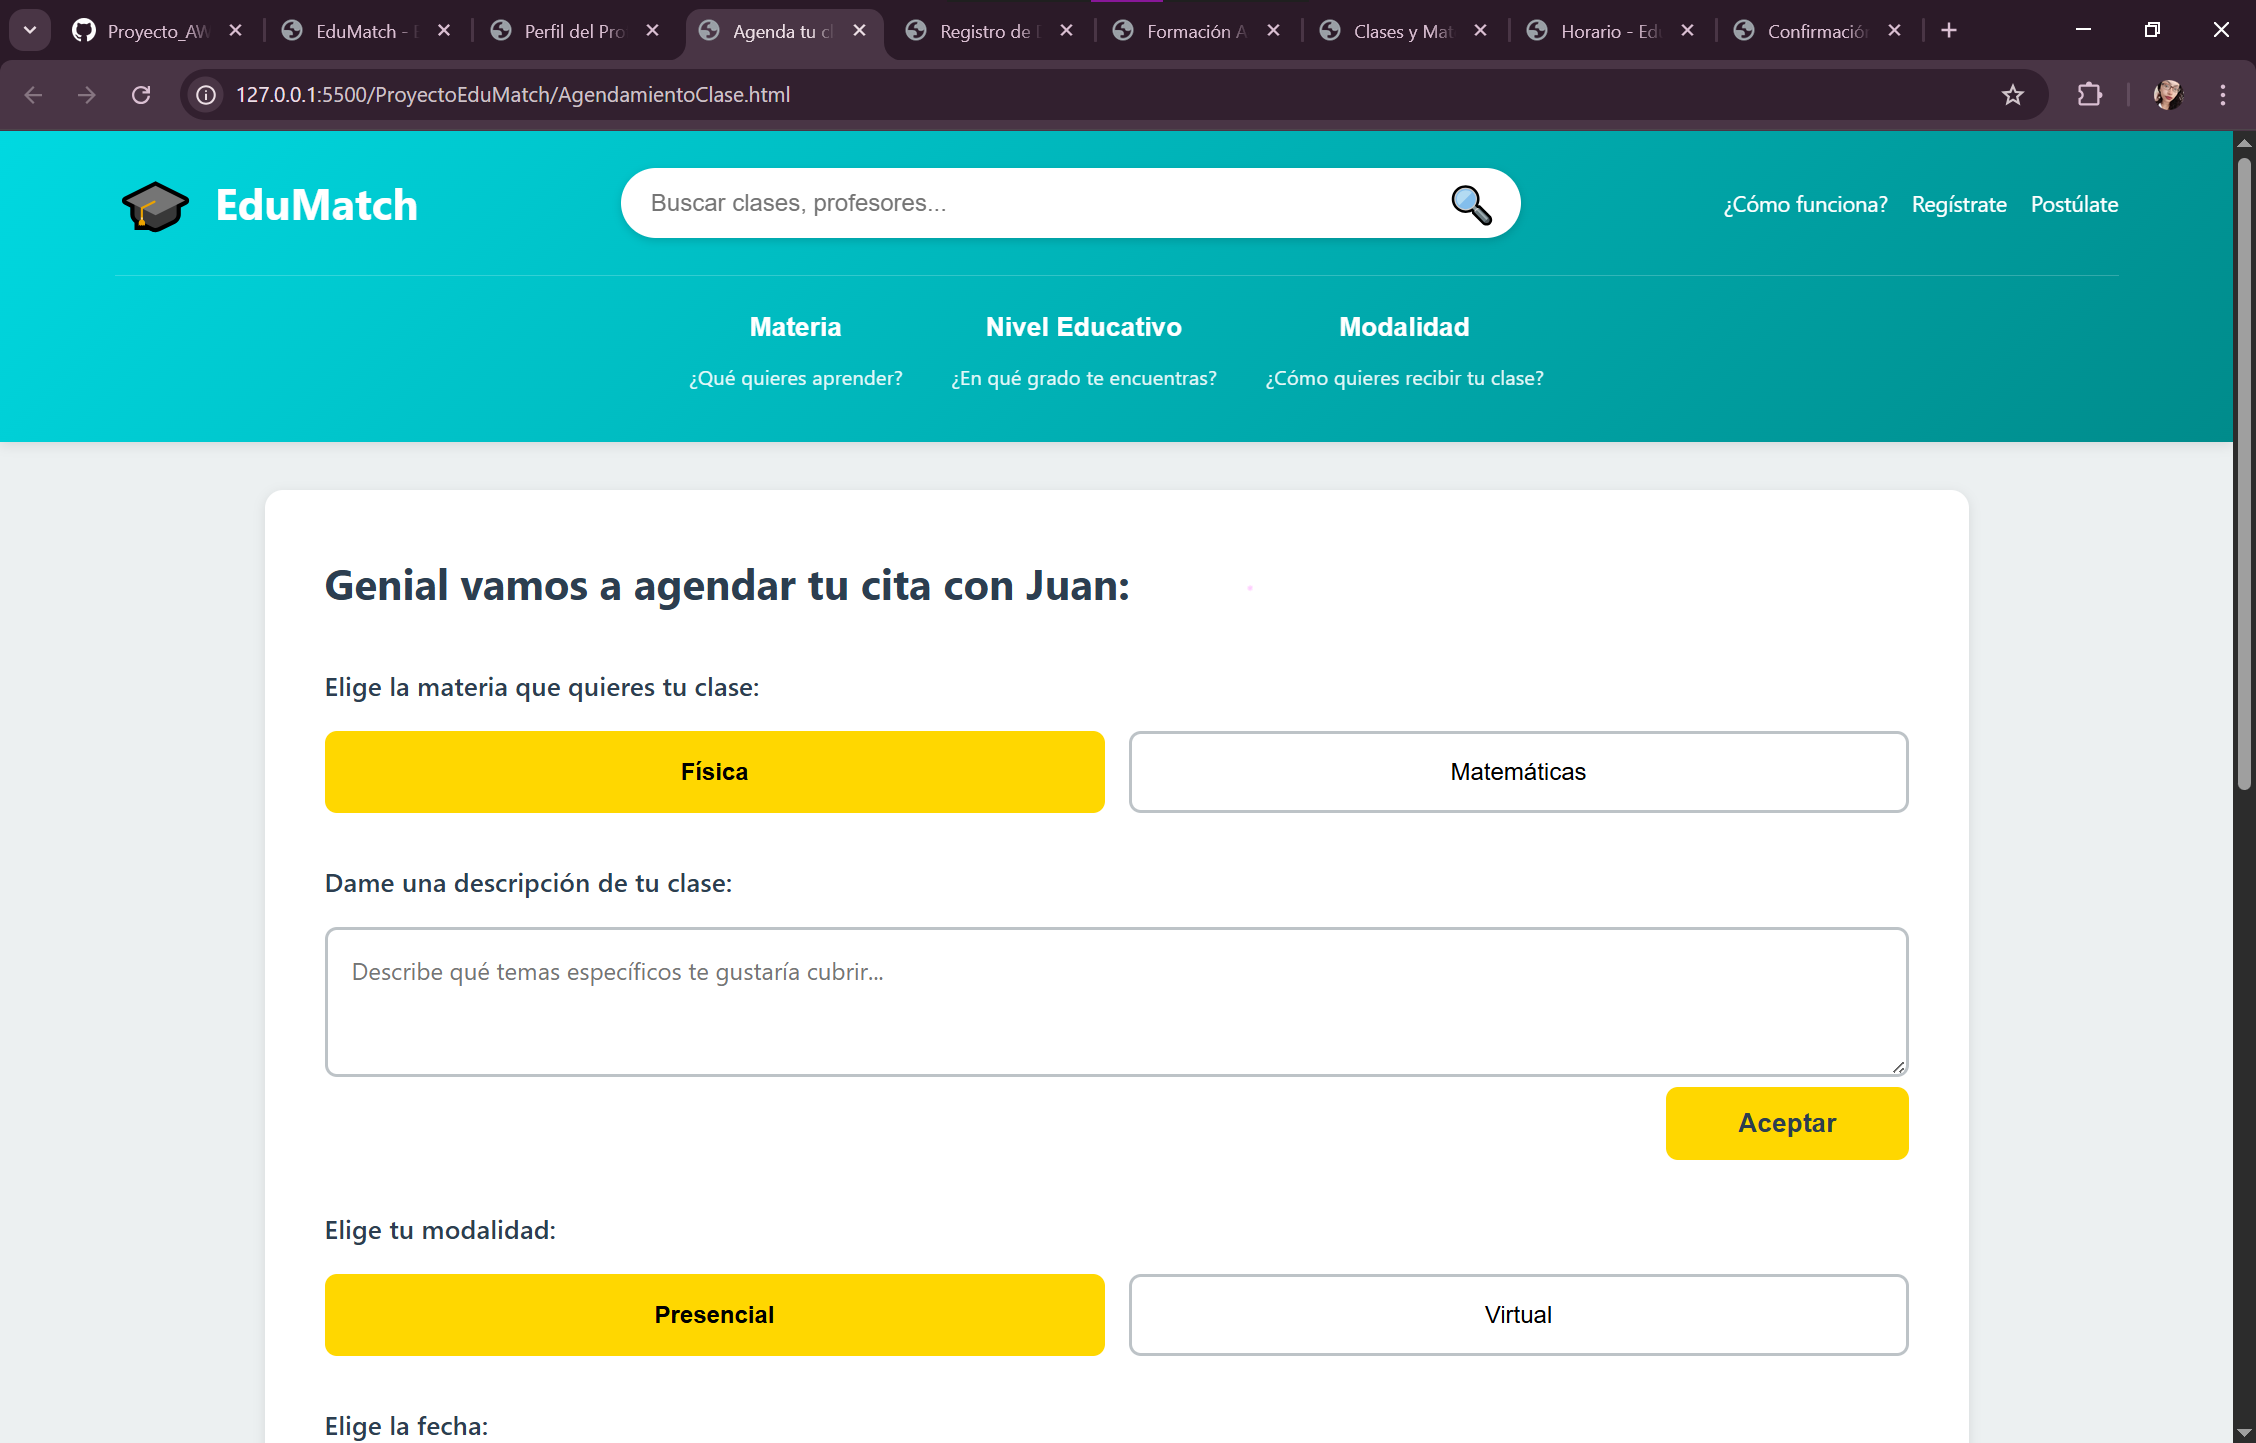 Proyecto_AW
EduMatch -
Perfil del Pro
Agenda tu cl
Registro de
Formación A
Clases y Mat
Horario - Ed
Confirmació
127.0.0.1:5500/ProyectoEduMatch/AgendamientoClase.html
EduMatch
Buscar clases, profesores...
¿Cómo funciona? Regístrate Postúlate
Materia Nivel Educativo Modalidad
¿Qué quieres aprender? ¿En qué grado te encuentras? ¿Cómo quieres recibir tu clase?
Genial vamos a agendar tu cita con Juan:
Elige la materia que quieres tu clase:
Física Matemáticas
Dame una descripción de tu clase:
Describe qué temas específicos te gustaría cubrir...
Aceptar
Elige tu modalidad:
Presencial Virtual
Elige la fecha: